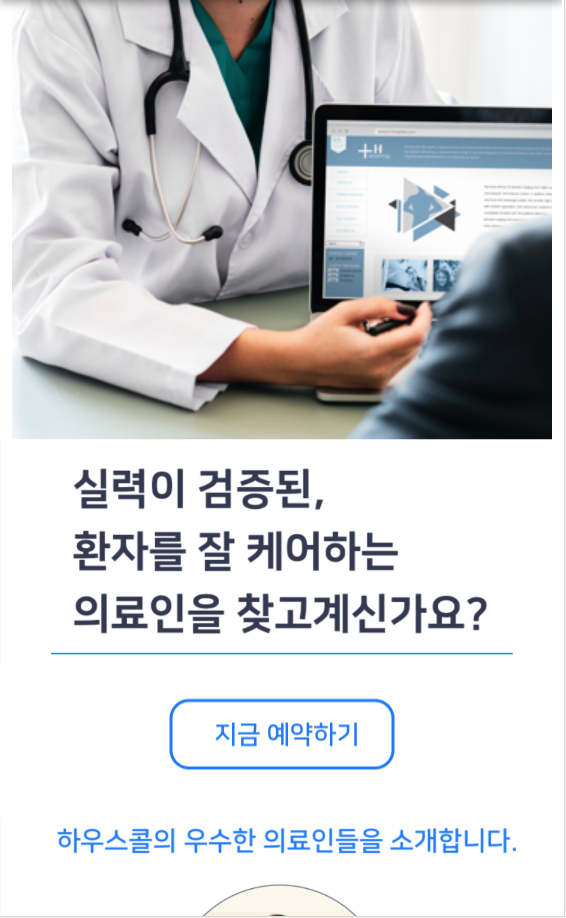 H
HOSPITAL
실력이 검증된,
환자를 잘 케어하는
의료인을 찾고계신가요?
지금 예약하기
하우스콜의 우수한 의료인들을 소개합니다.